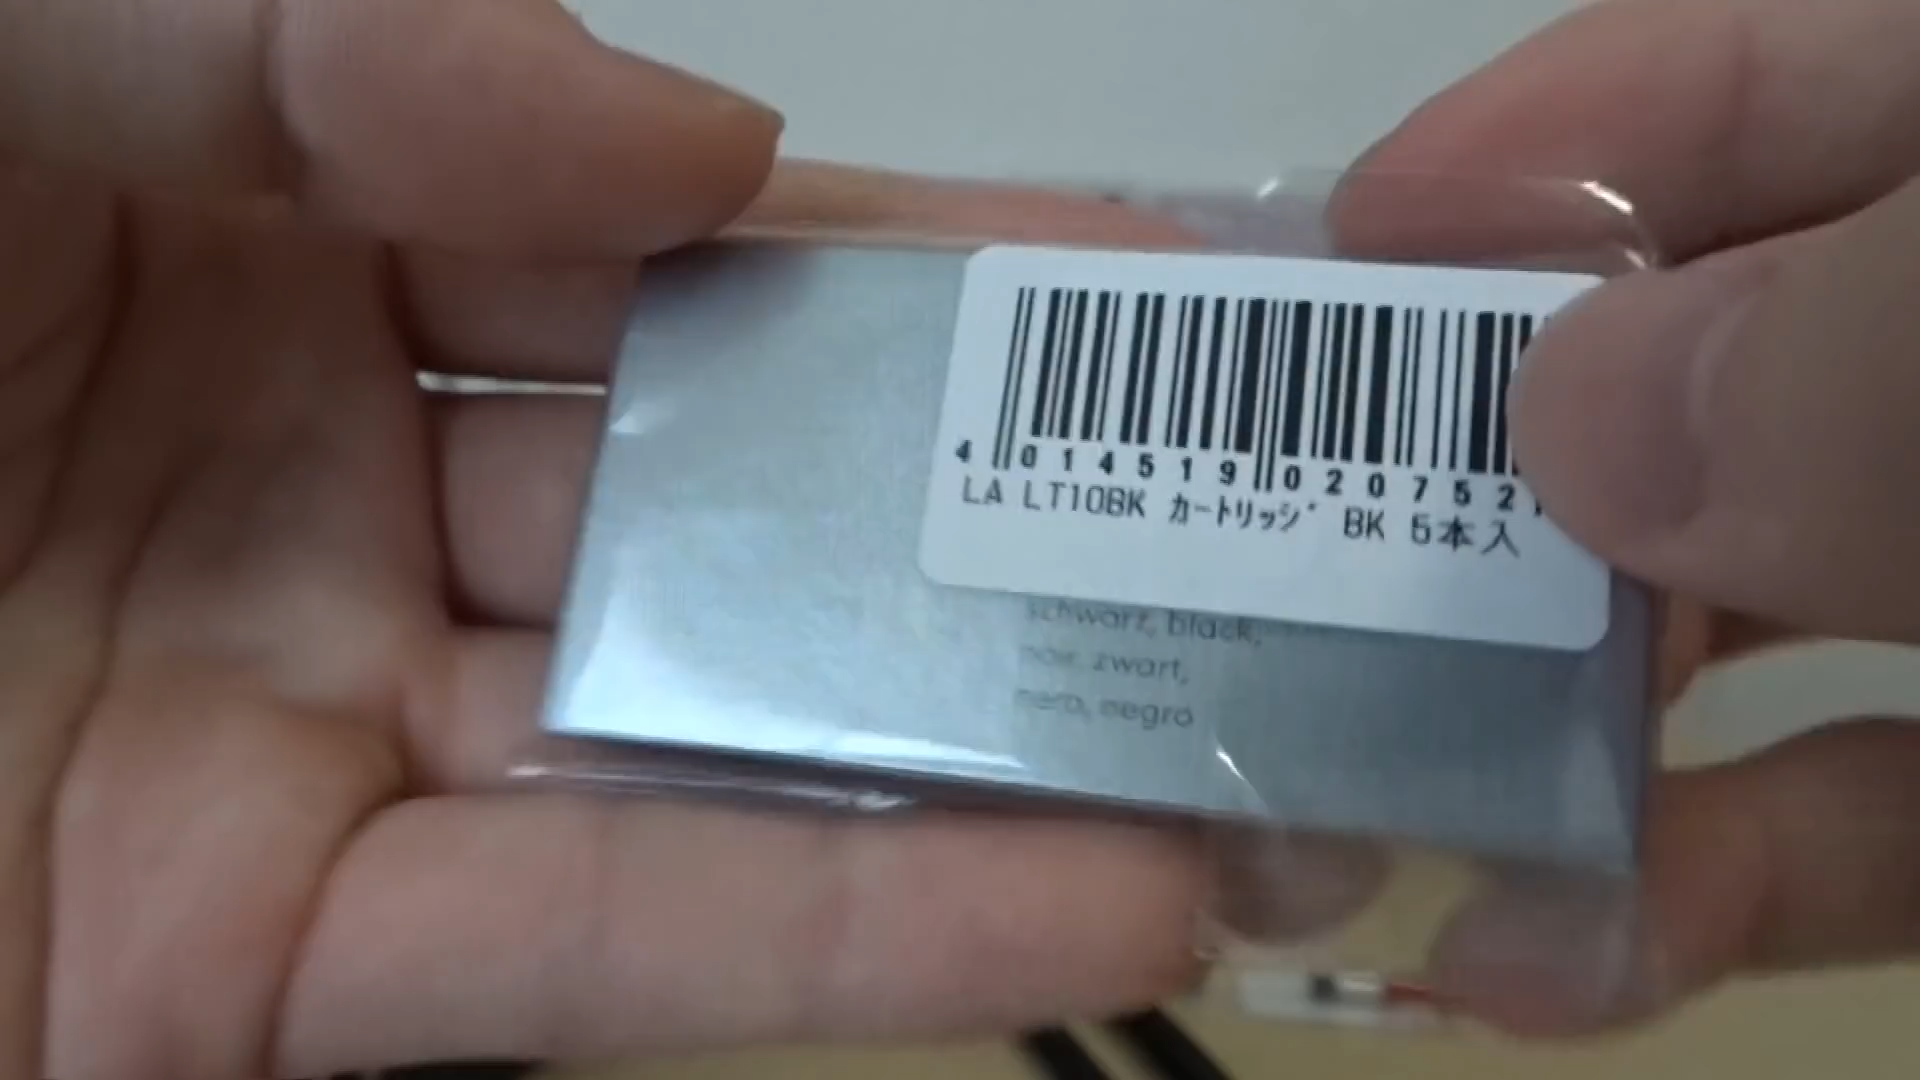 4 014519 020752
LA LT10BK カートリッジ BK 5本入
schwarz, black,
noir, zwart,
nero, negro